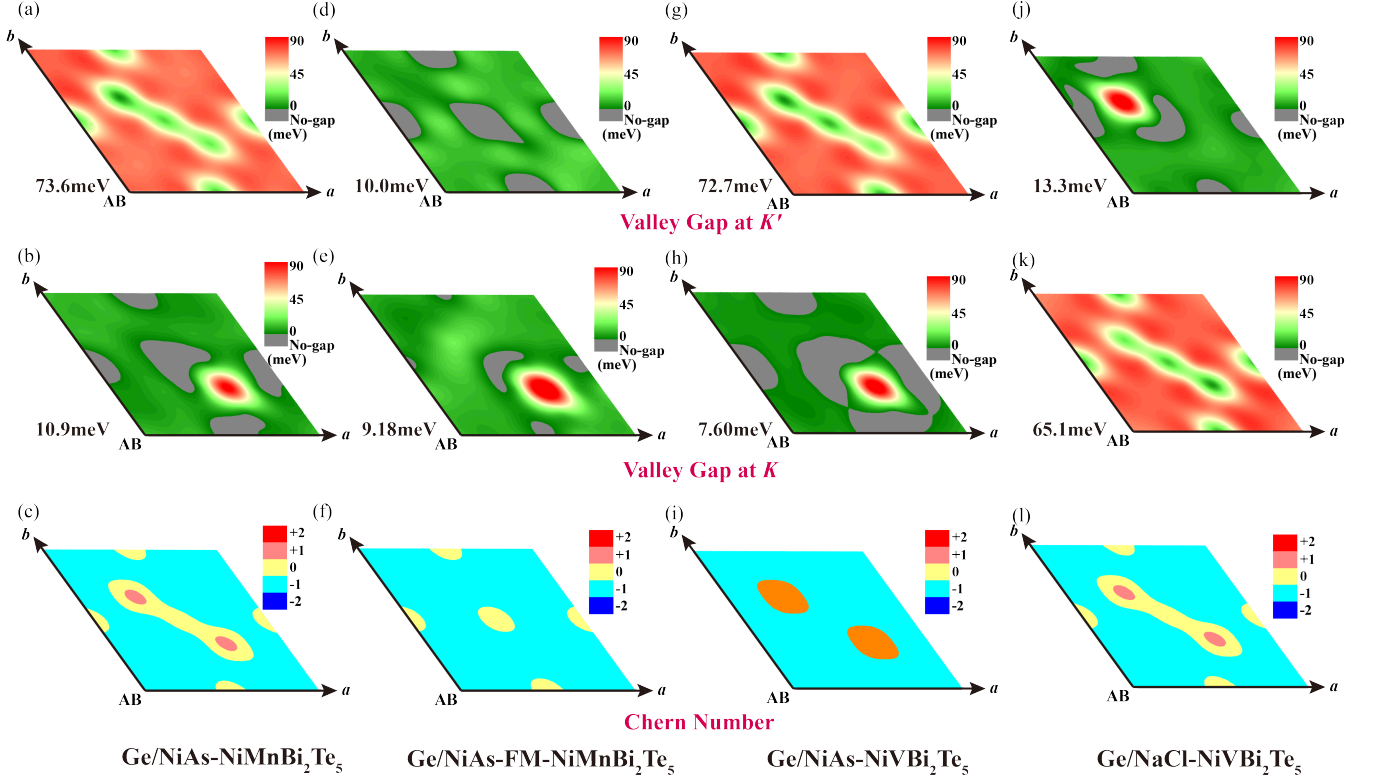 (a) (d) (g) (j)
b b b b
90 90 90 90
45 45 45 45
0 0 0 0
No-gap No-gap No-gap No-gap
(meV) (meV) (meV) (meV)
73.6meV 10.0meV 72.7meV 13.3meV
AB a AB a AB a AB a
Valley Gap at K'
(b) (e) (h) (k)
b b b b
90 90 90 90
45 45 45 45
0 0 0 0
No-gap No-gap No-gap No-gap
(meV) (meV) (meV) (meV)
10.9meV 9.18meV 7.60meV 65.1meV
AB a AB a AB a AB a
Valley Gap at K
(c) (f) (i) (l)
b b b b
+2 +2 +2 +2
+1 +1 +1 +1
0 0 0 0
-1 -1 -1 -1
-2 -2 -2 -2
AB a AB a AB a AB a
Chern Number
Ge/NiAs-NiMnBi₂Te₅ Ge/NiAs-FM-NiMnBi₂Te₅ Ge/NiAs-NiVBi₂Te₅ Ge/NaCl-NiVBi₂Te₅